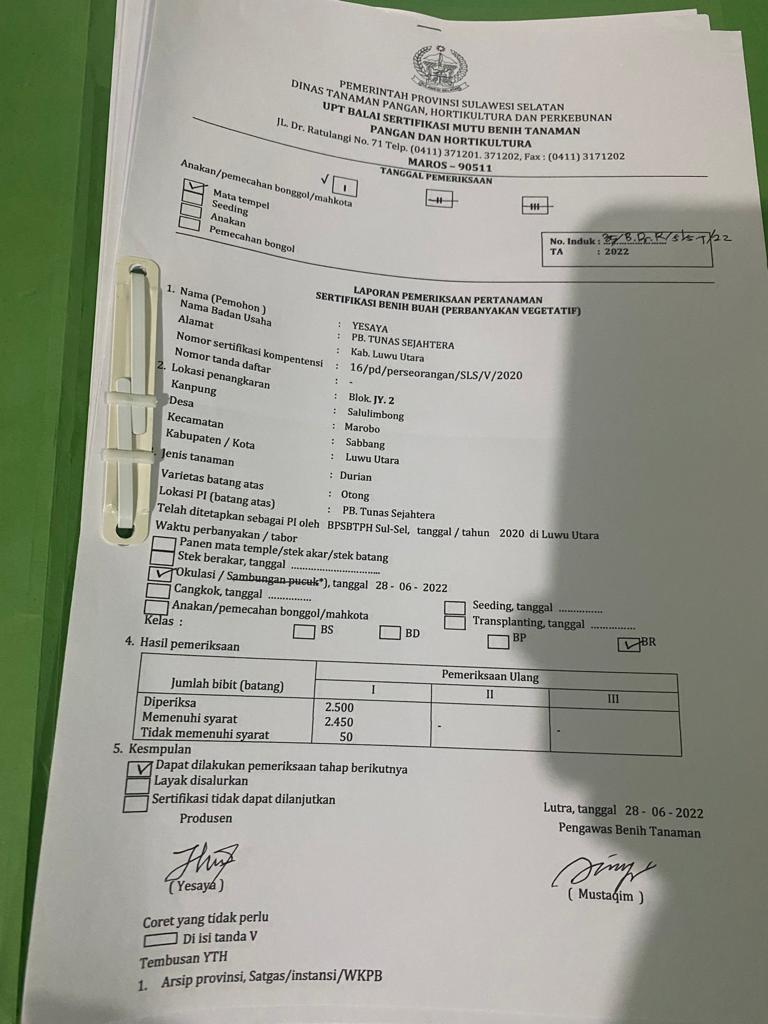 PEMERINTAH PROVINSI SULAWESI SELATAN
DINAS TANAMAN PANGAN, HORTIKULTURA DAN PERKEBUNAN
UPT BALAI SERTIFIKASI MUTU BENIH TANAMAN
PANGAN DAN HORTIKULTURA
JL. Dr. Ratulangi No. 71 Telp. (0411) 371201. 371202, Fax : (0411) 3171202
MAROS – 90511
TANGGAL PEMERIKSAAN
Anakan/pemecahan bonggol/mahkota √ I II III
Mata tempel
Seeding
Anakan
Pemecahan bongol
No. Induk :
TA : 2022
LAPORAN PEMERIKSAAN PERTANAMAN
SERTIFIKASI BENIH BUAH (PERBANYAKAN VEGETATIF)
1. Nama (Pemohon ) : YESAYA
Nama Badan Usaha : PB. TUNAS SEJAHTERA
Alamat : Kab. Luwu Utara
Nomor sertifikasi kompentensi : 16/pd/perseorangan/SLS/V/2020
Nomor tanda daftar : -
2. Lokasi penangkaran : Blok. JY. 2
Kanpung : Salulimbong
Desa : Marobo
Kecamatan : Sabbang
Kabupaten / Kota : Luwu Utara
Jenis tanaman : Durian
Varietas batang atas : Otong
Lokasi PI (batang atas) : PB. Tunas Sejahtera
Telah ditetapkan sebagai PI oleh BPSBTPH Sul-Sel, tanggal / tahun 2020 di Luwu Utara
Waktu perbanyakan / tabor
Panen mata temple/stek akar/stek batang
Stek berakar, tanggal ................................
Okulasi / Sambungan pucuk*), tanggal 28 - 06 - 2022
Cangkok, tanggal ............... Seeding, tanggal ...............
Anakan/pemecahan bonggol/mahkota Transplanting, tanggal ...............
Kelas : BS BD BP BR
4. Hasil pemeriksaan
Jumlah bibit (batang) Pemeriksaan Ulang
I II III
Diperiksa 2.500
Memenuhi syarat 2.450 - -
Tidak memenuhi syarat 50
5. Kesmpulan
Dapat dilakukan pemeriksaan tahap berikutnya
Layak disalurkan
Sertifikasi tidak dapat dilanjutkan
Lutra, tanggal 28 - 06 - 2022
Produsen Pengawas Benih Tanaman
( Yesaya ) ( Mustaqim )
Coret yang tidak perlu
Di isi tanda V
Tembusan YTH
1. Arsip provinsi, Satgas/instansi/WKPB